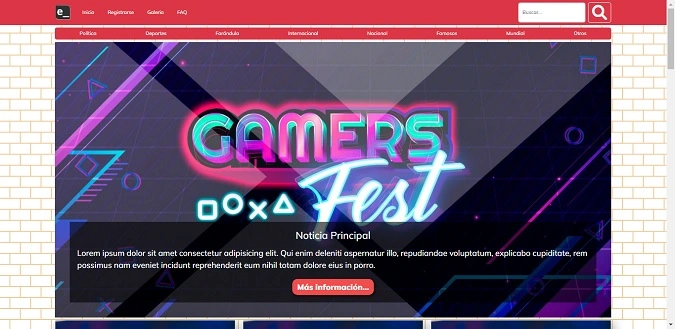 e_ Inicio Registrarse Galeria FAQ Buscar...
Política Deportes Farándula Internacional Nacional Famosos Mundial Otros
GAMERS
Fest
Noticia Principal
Lorem ipsum dolor sit amet consectetur adipisicing elit. Qui enim deleniti aspernatur illo, repudiandae voluptatum, explicabo cupiditate, rem
possimus nam eveniet incidunt reprehenderit eum nihil totam dolore eius in porro.
Más información...